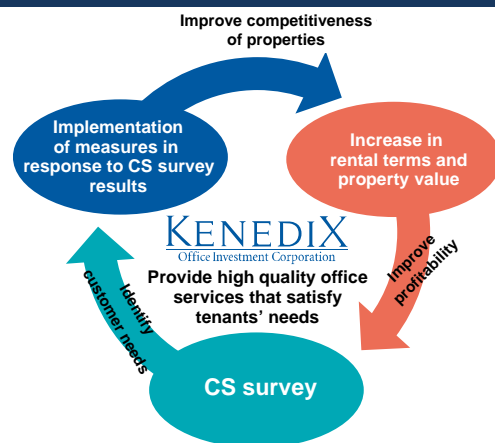 Improve competitiveness
of properties
Implementation
of measures in
response to CS survey
results
Increase in
rental terms and
property value
KENEDIX
Office Investment Corporation
Provide high quality office
services that satisfy
tenants' needs
Improve
profitability
Identify
customer needs
CS survey